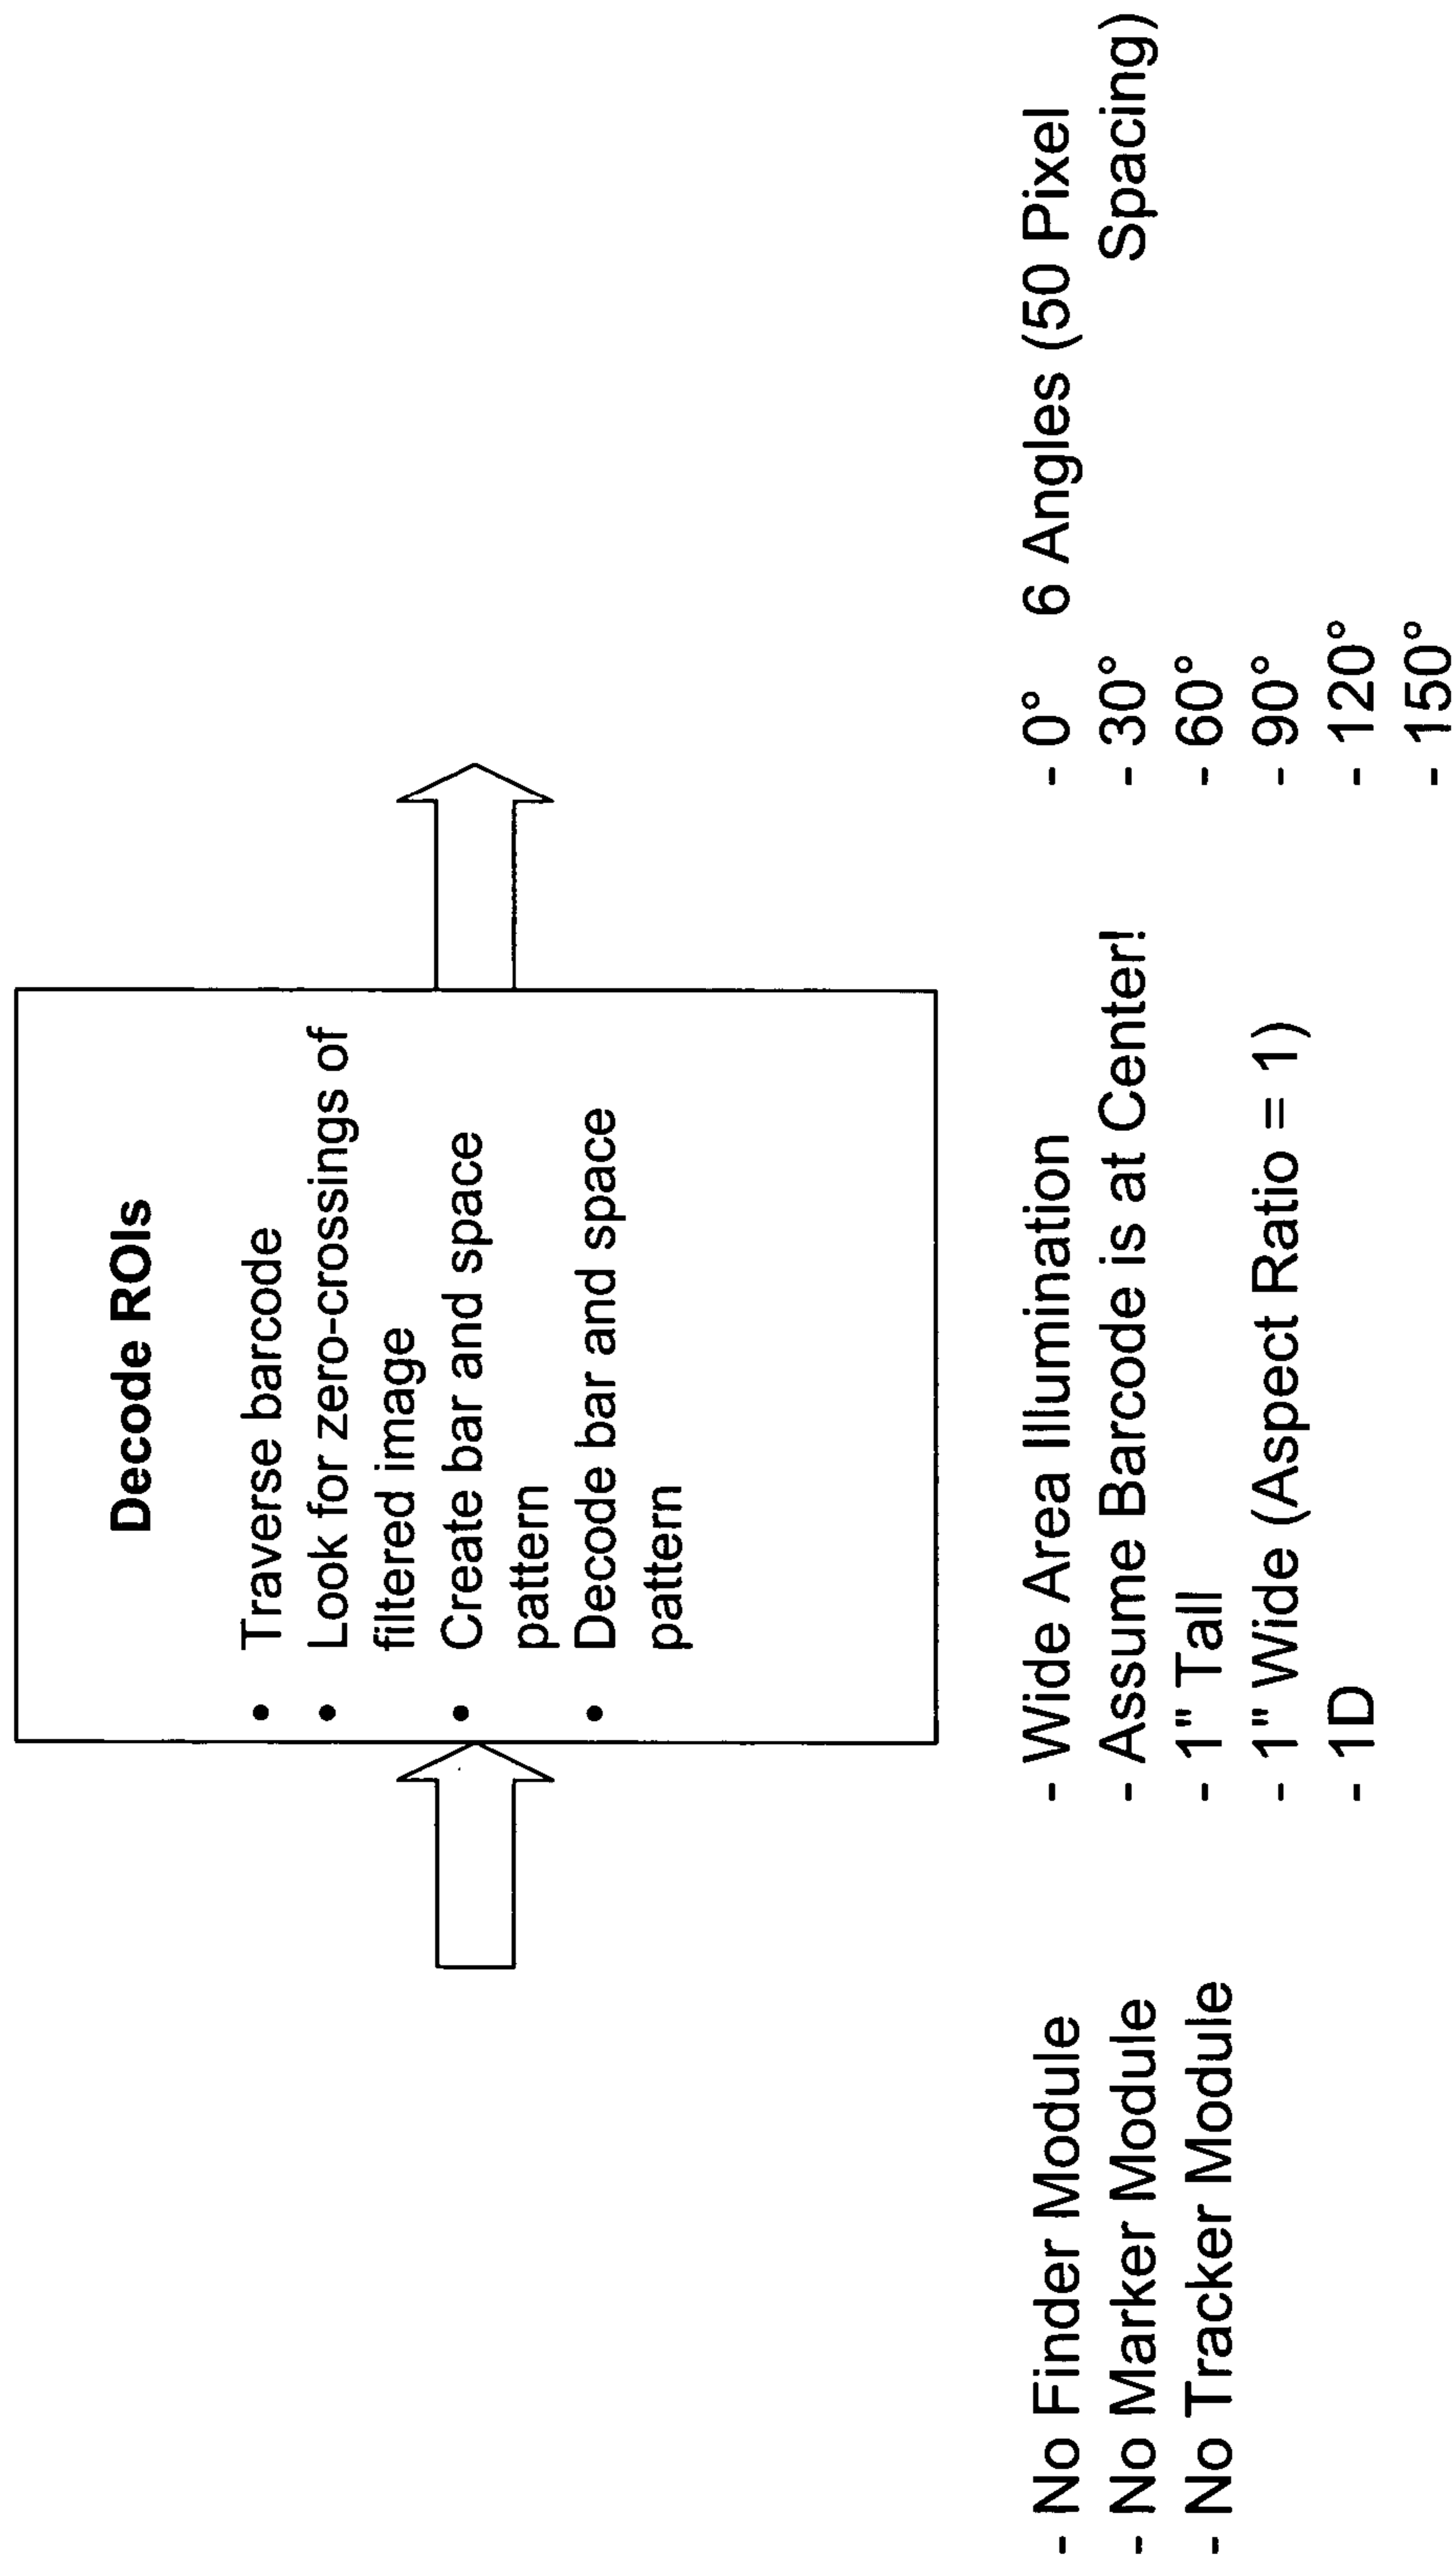 Decode ROIs
• Traverse barcode
• Look for zero-crossings of
filtered image
• Create bar and space
pattern
• Decode bar and space
pattern
- No Finder Module
- No Marker Module
- No Tracker Module
- Wide Area Illumination
- Assume Barcode is at Center!
- 1" Tall
- 1" Wide (Aspect Ratio = 1)
- 1D
- 0° 6 Angles (50 Pixel
- 30° Spacing)
- 60°
- 90°
- 120°
- 150°